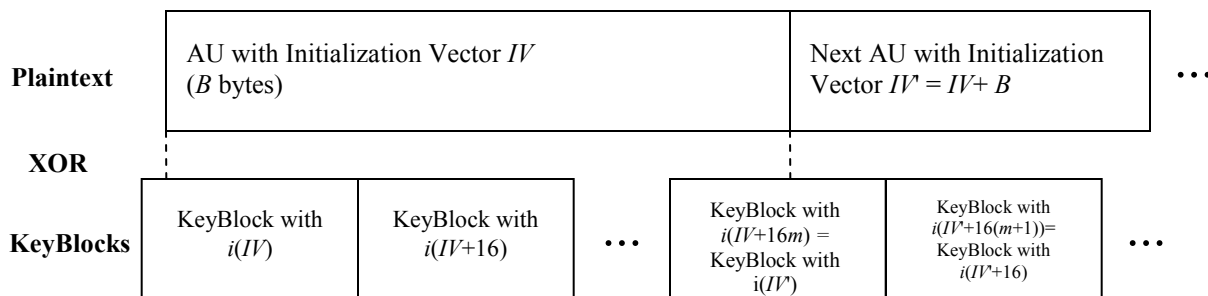 Plaintext
AU with Initialization Vector IV
(B bytes)
Next AU with Initialization
Vector IV' = IV+ B
...
XOR
KeyBlocks
KeyBlock with
i(IV)
KeyBlock with
i(IV+16)
...
KeyBlock with
i(IV+16m) =
KeyBlock with
i(IV')
KeyBlock with
i(IV'+16(m+1))=
KeyBlock with
i(IV'+16)
...